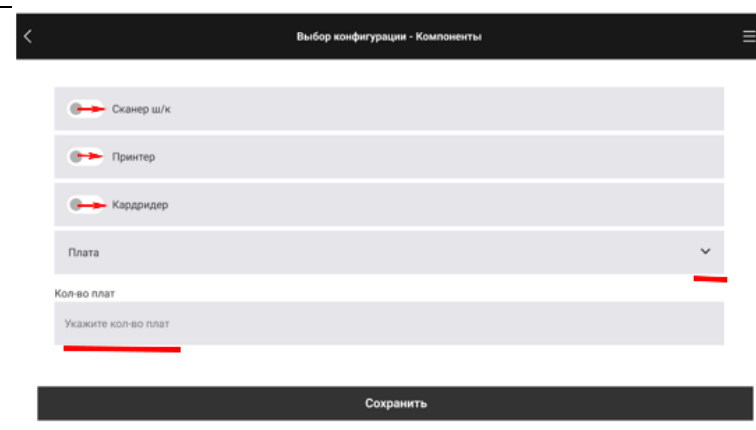 Выбор конфигурации - Компоненты
Сканер ш/к
Принтер
Кардридер
Плата
Кол-во плат
Укажите кол-во плат
Сохранить